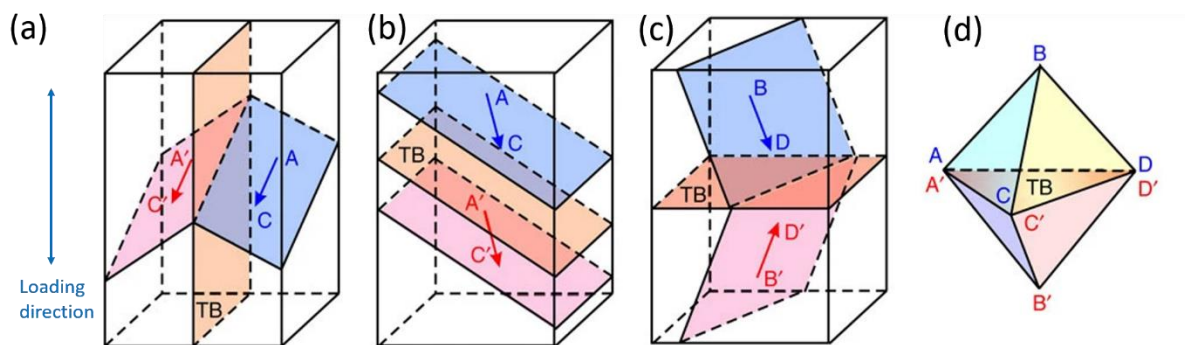 (a)
Loading
direction
A′
C′
A
C
TB
(b)
A
C
TB
A′
C′
(c)
B
D
TB
D′
B′
(d)
B
A
A′
D
D′
C
C′
TB
B′